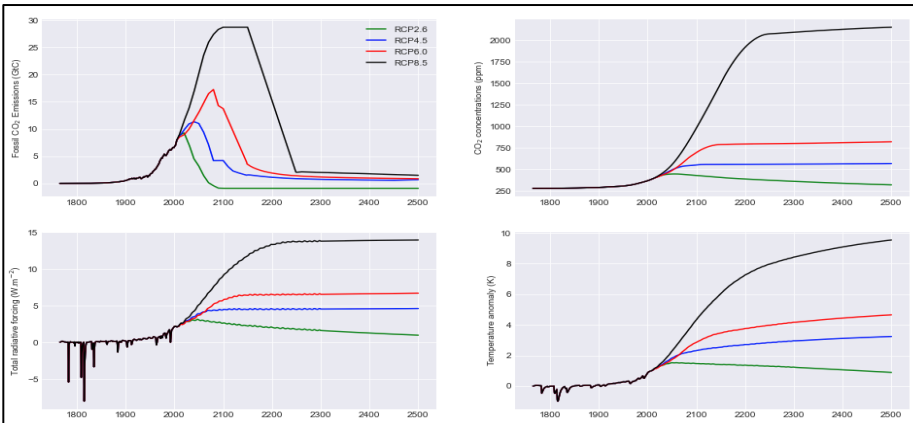 30
25
20
15
10
5
0
Fossil CO₂ Emissions (GtC)
RCP2.6
RCP4.5
RCP6.0
RCP8.5
1800 1900 2000 2100 2200 2300 2400 2500
2000
1750
1500
1250
1000
750
500
250
CO₂ concentrations (ppm)
1800 1900 2000 2100 2200 2300 2400 2500
15
10
5
0
−5
Total radiative forcing (W.m⁻²)
1800 1900 2000 2100 2200 2300 2400 2500
10
8
6
4
2
0
Temperature anomaly (K)
1800 1900 2000 2100 2200 2300 2400 2500